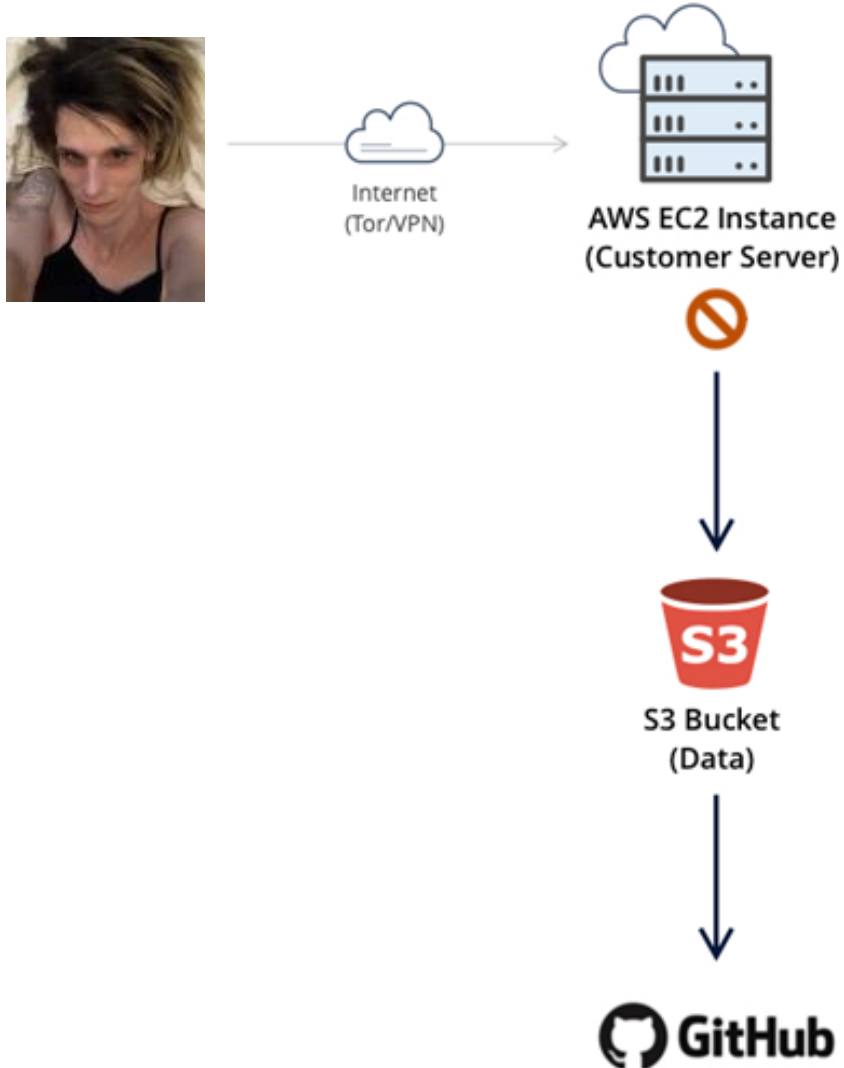 Internet
(Tor/VPN)
AWS EC2 Instance
(Customer Server)
S3
S3 Bucket
(Data)
GitHub